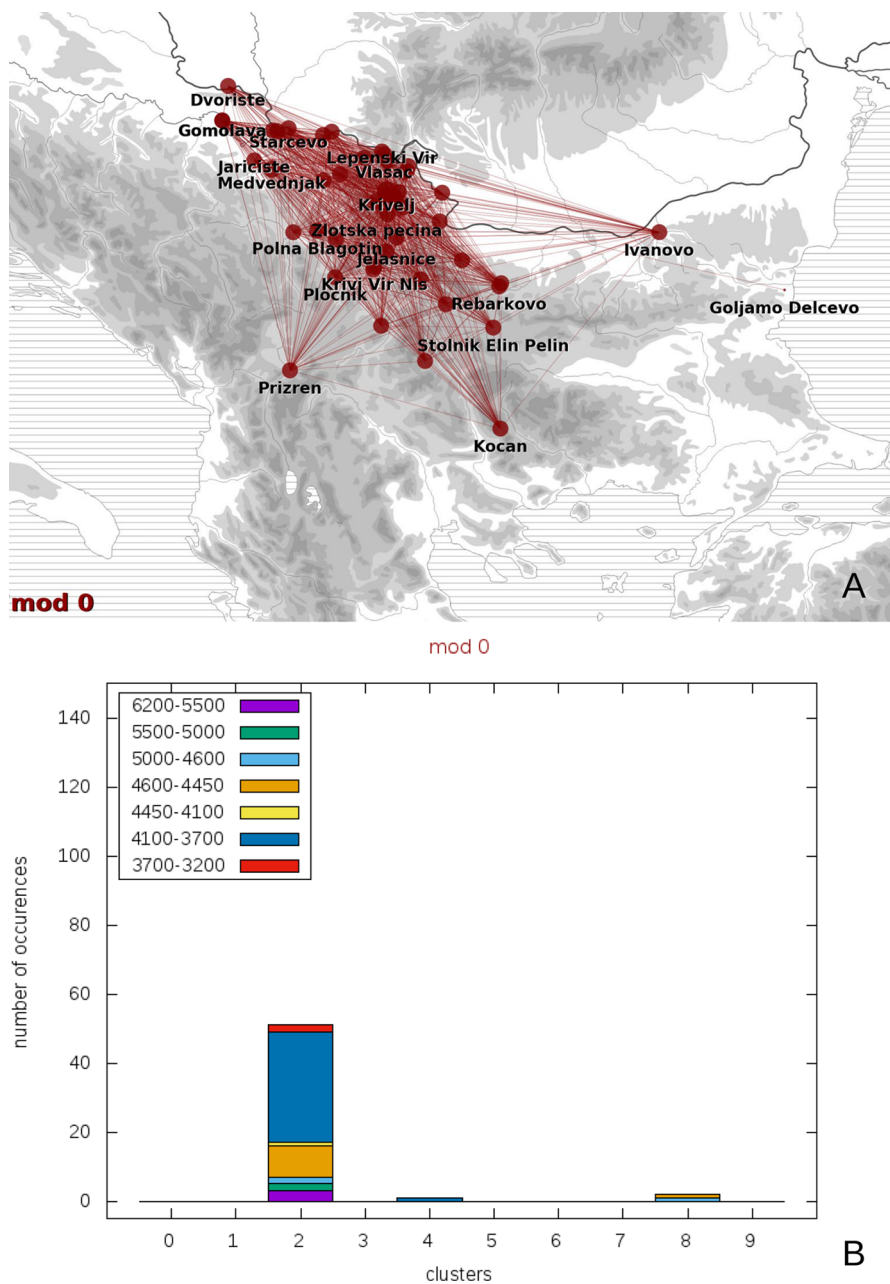 Dvoriste
Gomolava
Starcevo
Lepenski Vir
Jariciste
Vlasac
Medvednjak
Krivelj
Zlotska pecina
Polna Blagotin
Ivanovo
Jelasnice
Krivi Vir Nis
Plocnik
Rebarkovo
Goljamo Delcevo
Stolnik Elin Pelin
Prizren
Kocan
A
mod 0
mod 0
6200-5500
5500-5000
5000-4600
4600-4450
4450-4100
4100-3700
3700-3200
140
120
100
80
60
40
20
0
number of occurences
0 1 2 3 4 5 6 7 8 9
clusters
B